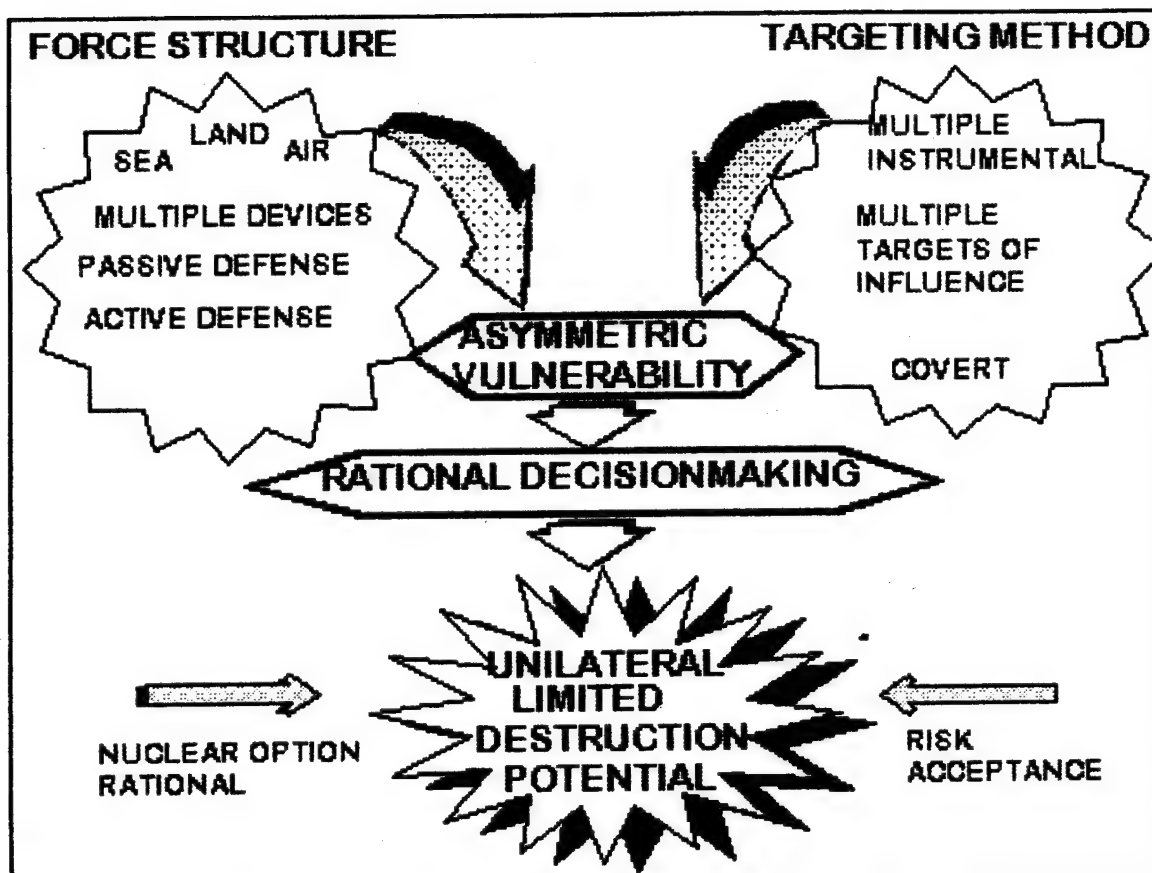 FORCE STRUCTURE
TARGETING METHOD
LAND
SEA
AIR
MULTIPLE DEVICES
PASSIVE DEFENSE
ACTIVE DEFENSE
MULTIPLE
INSTRUMENTAL
MULTIPLE
TARGETS OF
INFLUENCE
COVERT
ASYMMETRIC
VULNERABILITY
RATIONAL DECISIONMAKING
UNILATERAL
LIMITED
DESTRUCTION
POTENTIAL
NUCLEAR OPTION
RATIONAL
RISK
ACCEPTANCE